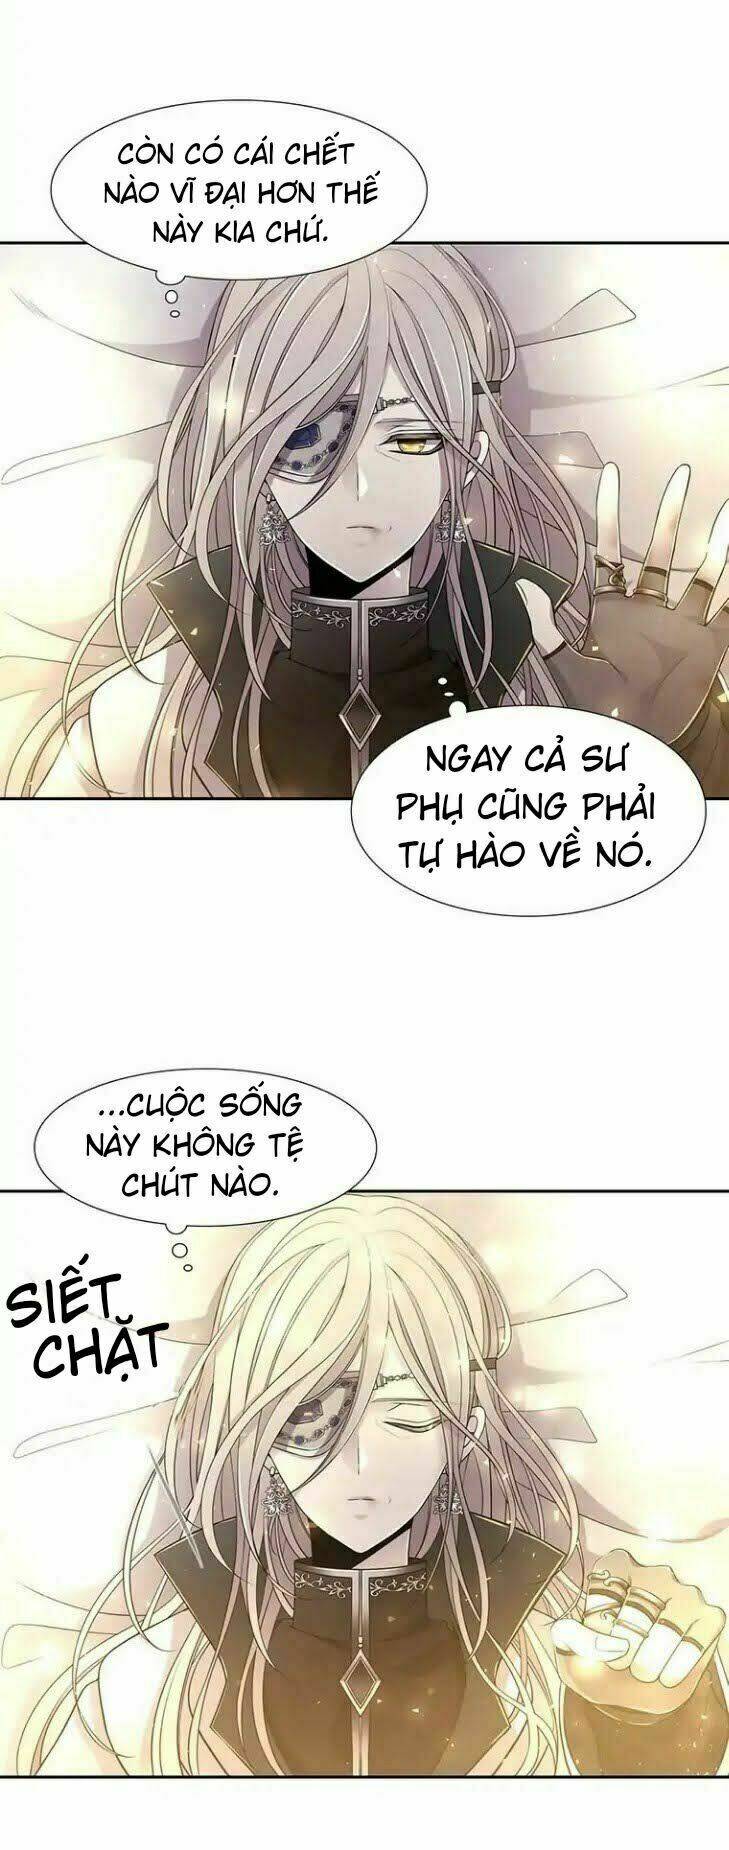 CÒN CÓ CÁI CHẾT
NÀO VĨ ĐẠI HƠN THẾ
NÀY KIA CHỨ.
NGAY CẢ SƯ
PHỤ CŨNG PHẢI
TỰ HÀO VỀ NÓ.
...CUỘC SỐNG
NÀY KHÔNG TỆ
CHÚT NÀO.
SIẾT
CHẶT